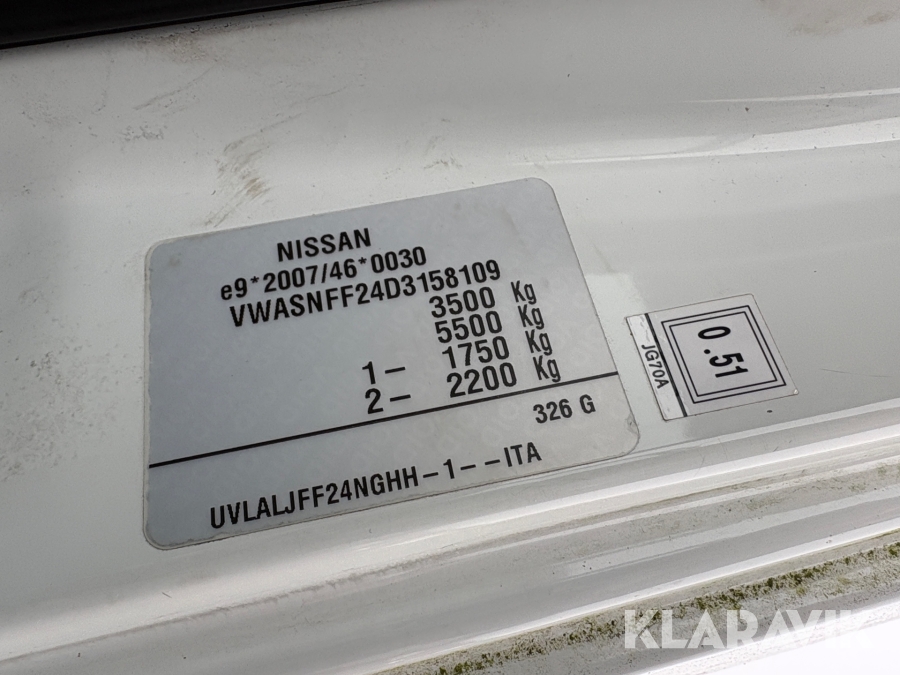 NISSAN
e9*2007/46*0030
VWASNFF24D3158109
3500 Kg
5500 Kg
1- 1750 Kg
2- 2200 Kg
326 G
UVLALJFF24NGHH-1--ITA
0.51
JG70A
KLARAVIK